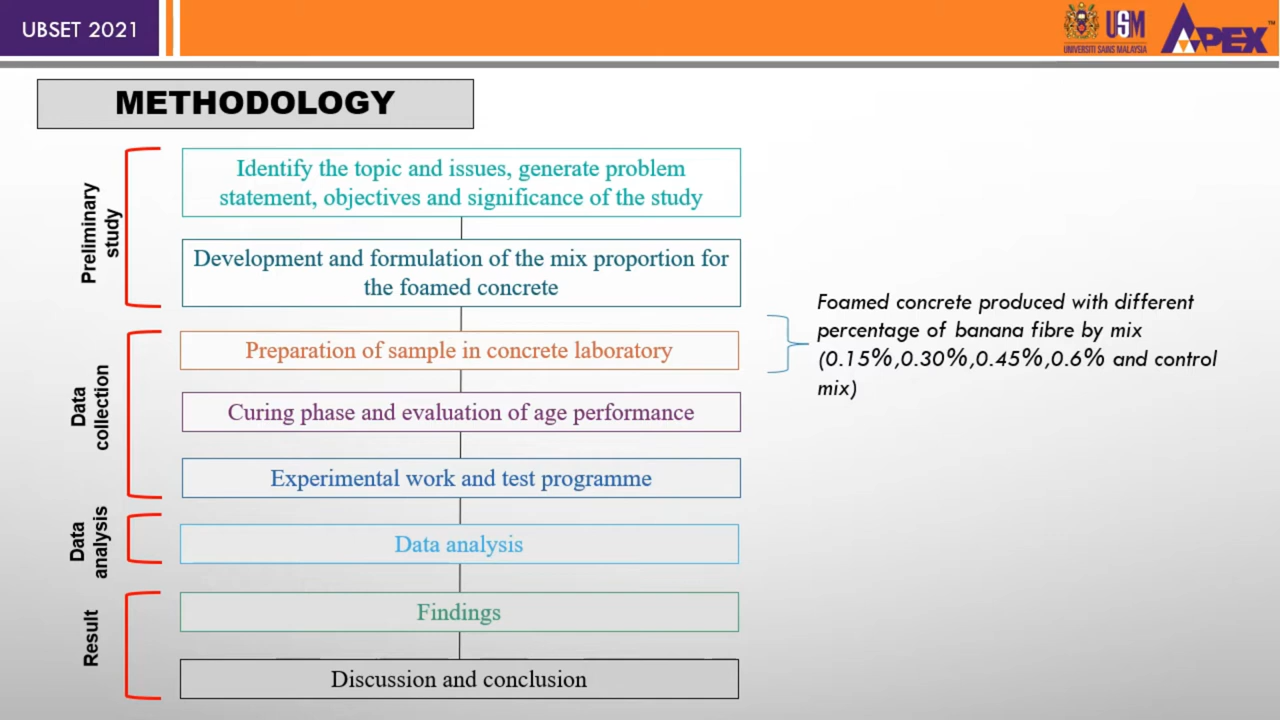 UBSET 2021
USM
UNIVERSITI SAINS MALAYSIA
APEX™
METHODOLOGY
Preliminary
study
Identify the topic and issues, generate problem
statement, objectives and significance of the study
Development and formulation of the mix proportion for
the foamed concrete
Data
collection
Preparation of sample in concrete laboratory
Foamed concrete produced with different
percentage of banana fibre by mix
(0.15%,0.30%,0.45%,0.6% and control
mix)
Curing phase and evaluation of age performance
Experimental work and test programme
Data
analysis
Data analysis
Result
Findings
Discussion and conclusion